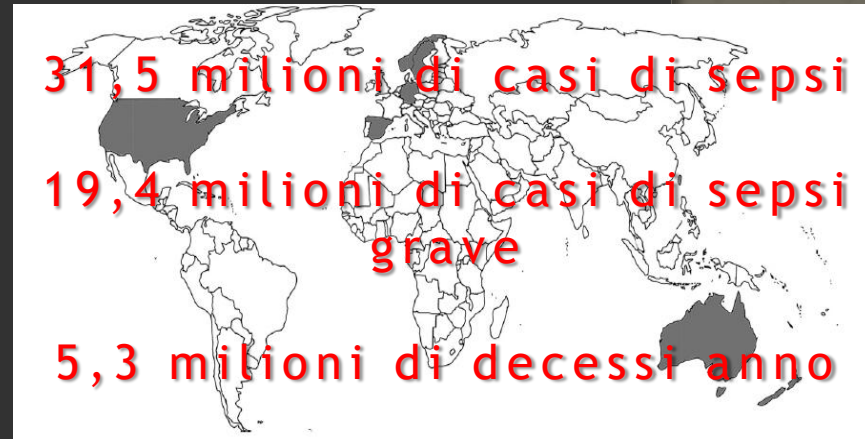 31,5 milioni di casi di sepsi
19,4 milioni di casi di sepsi
grave
5,3 milioni di decessi anno